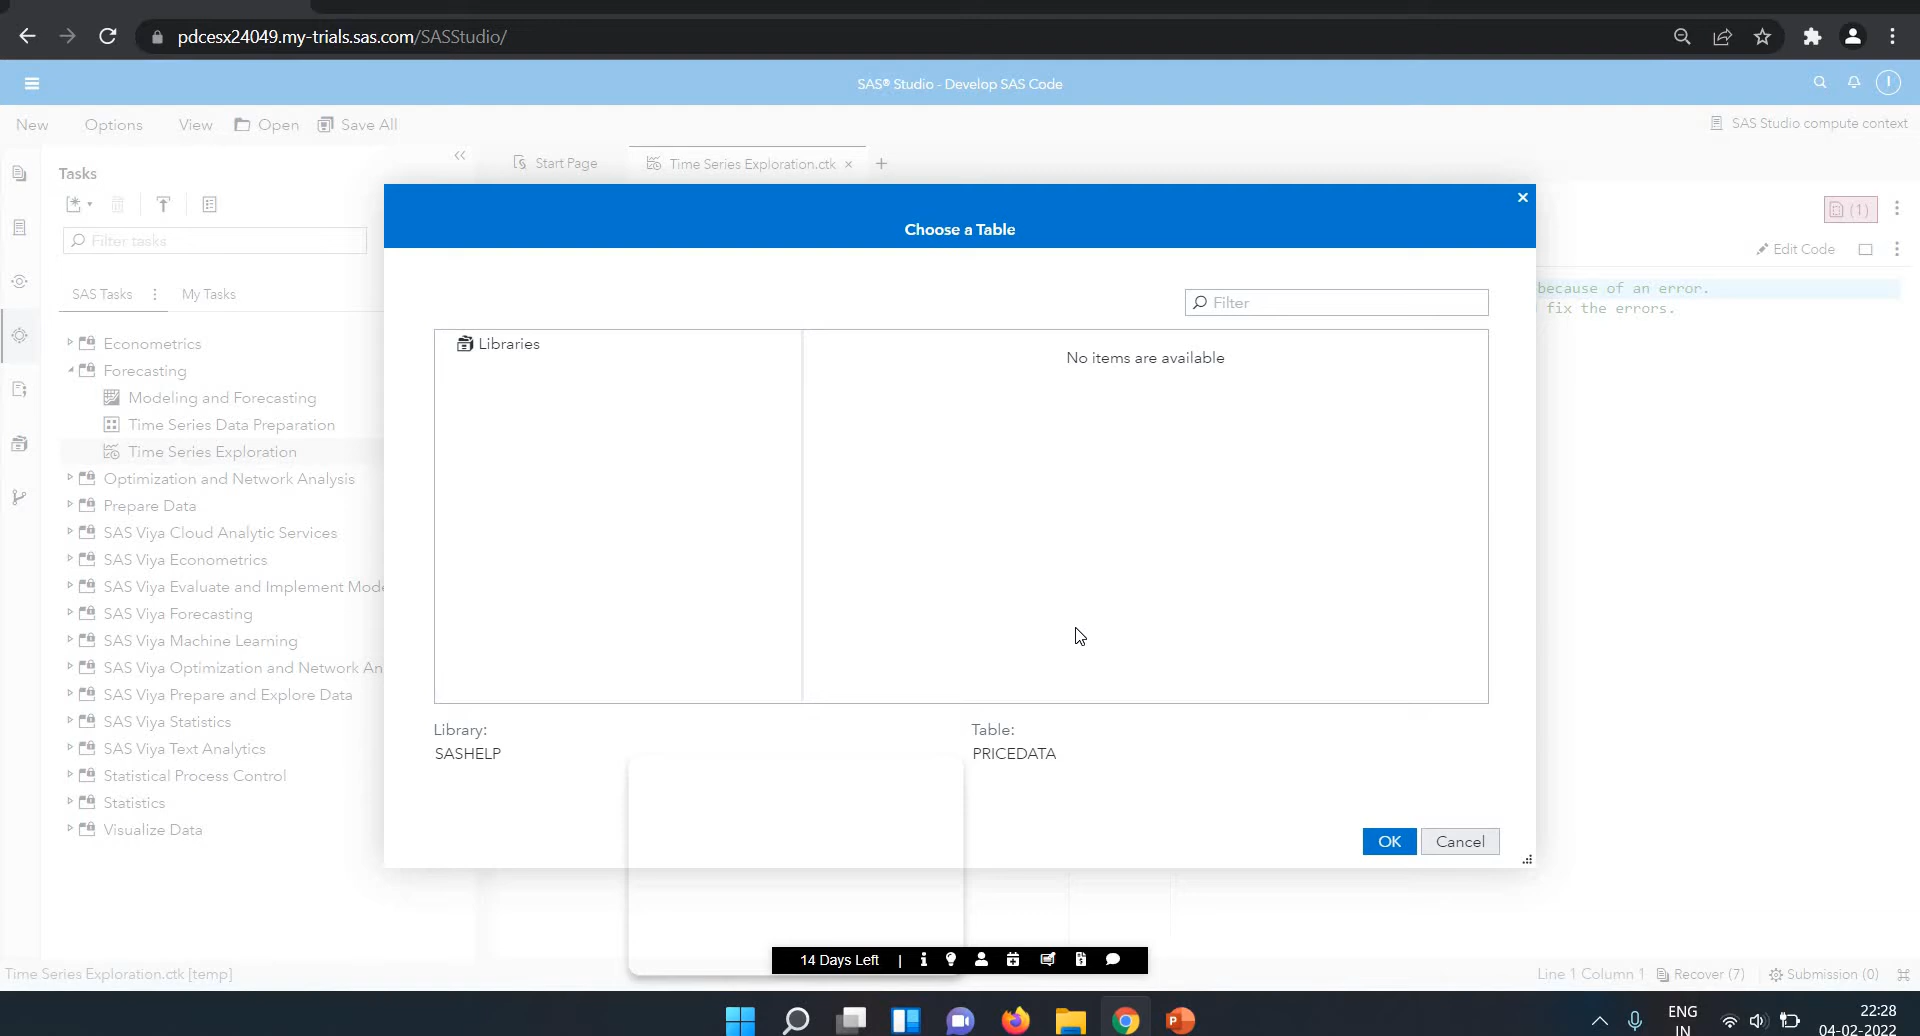 pdcesx24049.my-trials.sas.com/SASStudio/
SAS® Studio - Develop SAS Code
New Options View Open Save All
SAS Studio compute context
Tasks
Start Page
Time Series Exploration.ctk × +
Filter tasks
SAS Tasks
My Tasks
Econometrics
Forecasting
Modeling and Forecasting
Time Series Data Preparation
Time Series Exploration
Optimization and Network Analysis
Prepare Data
SAS Viya Cloud Analytic Services
SAS Viya Econometrics
SAS Viya Evaluate and Implement Mode
SAS Viya Forecasting
SAS Viya Machine Learning
SAS Viya Optimization and Network An
SAS Viya Prepare and Explore Data
SAS Viya Statistics
SAS Viya Text Analytics
Statistical Process Control
Statistics
Visualize Data
Choose a Table
Filter
Libraries
No items are available
Library:
SASHELP
Table:
PRICEDATA
OK
Cancel
(1)
Edit Code
because of an error.
fix the errors.
14 Days Left |
Time Series Exploration.ctk [temp]
Line 1 Column 1
Recover (7)
Submission (0)
ENG
IN
22:28
04-02-2022